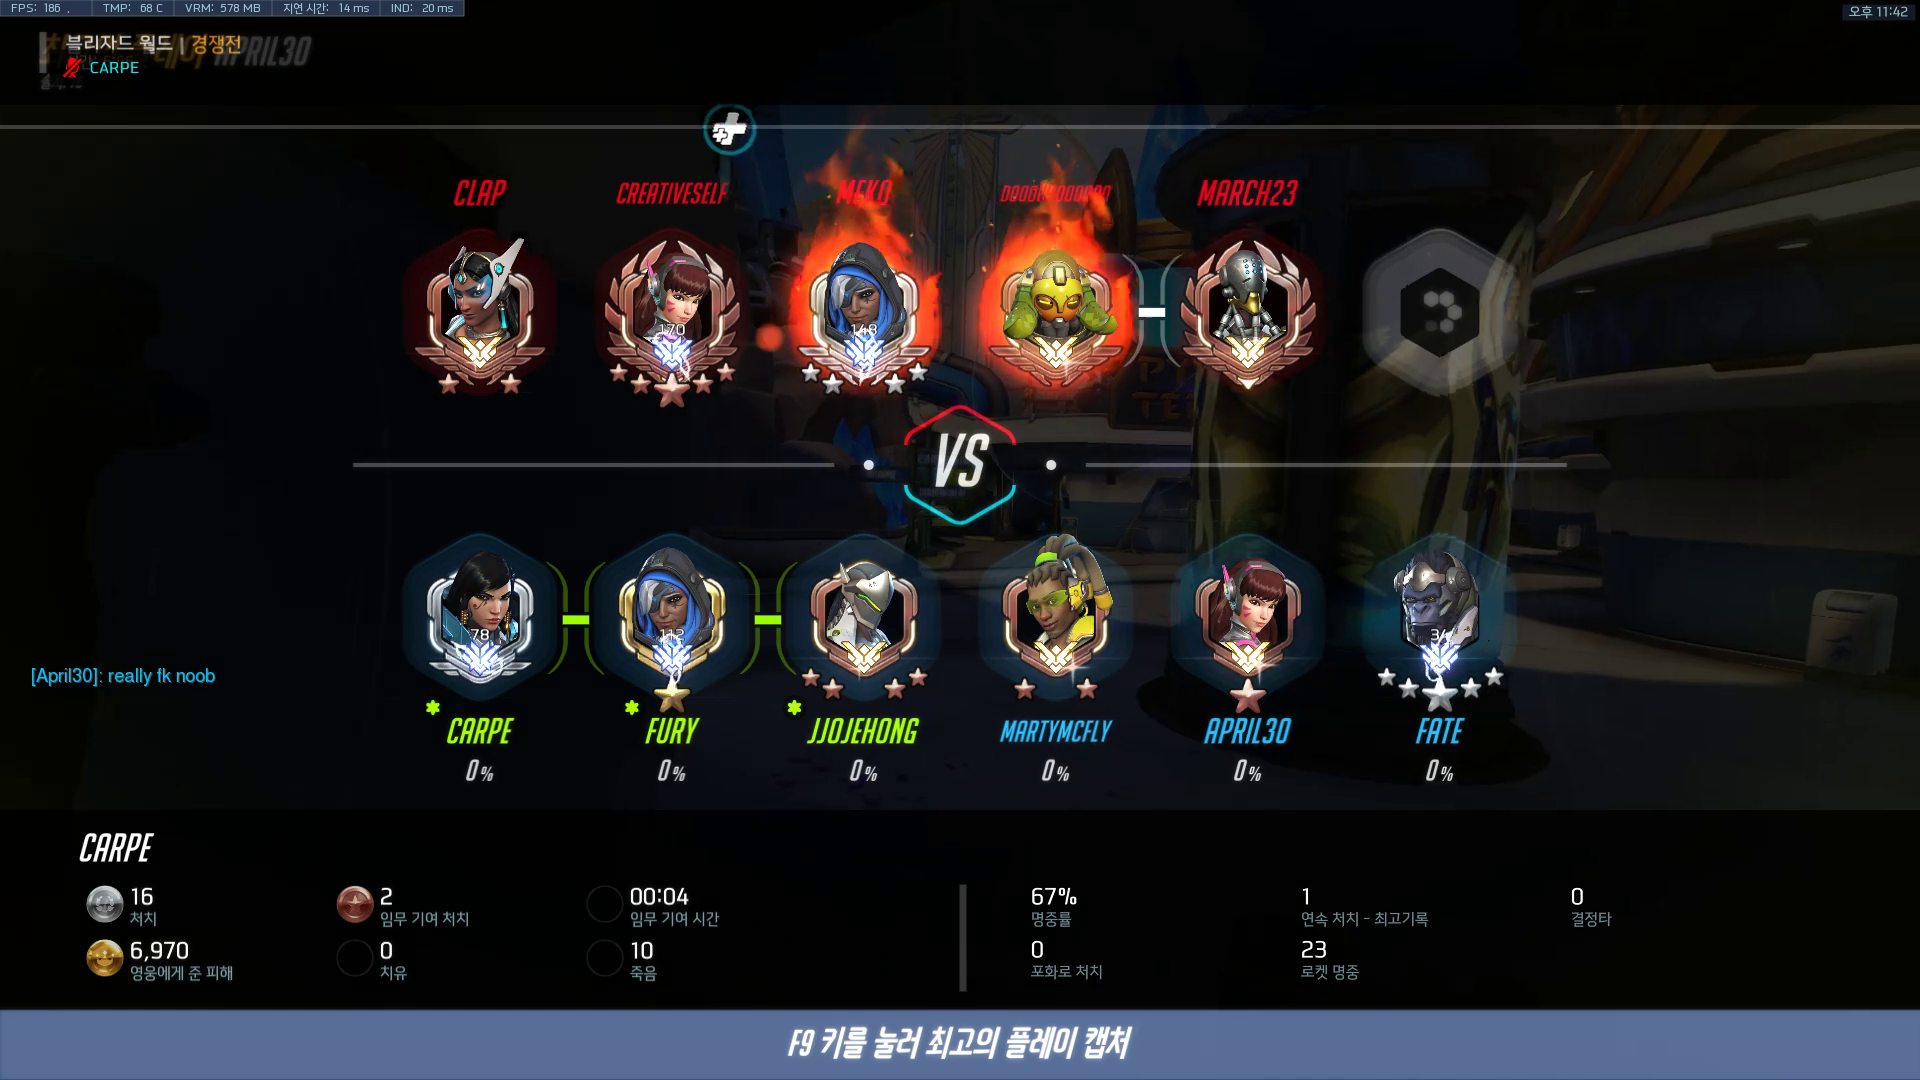 FPS: 186 . TMP: 68 C VRM: 578 MB 지연 시간: 14 ms IND: 20 ms
오후 11:42
블리자드 월드 | 경쟁전
APRIL30
CARPE
CLAP CREATIVESELF MEKO MARCH23
170 148
VS
78 112
[April30]: really fk noob
CARPE FURY JJOJEHONG MARTYMCFLY APRIL30 FATE
0% 0% 0% 0% 0% 0%
CARPE
16 2 00:04 67% 1 0
처치 임무 기여 처치 임무 기여 시간 명중률 연속 처치 - 최고기록 결정타
6,970 0 10 0 23
영웅에게 준 피해 치유 죽음 포화로 처치 로켓 명중
F9 키를 눌러 최고의 플레이 캡처